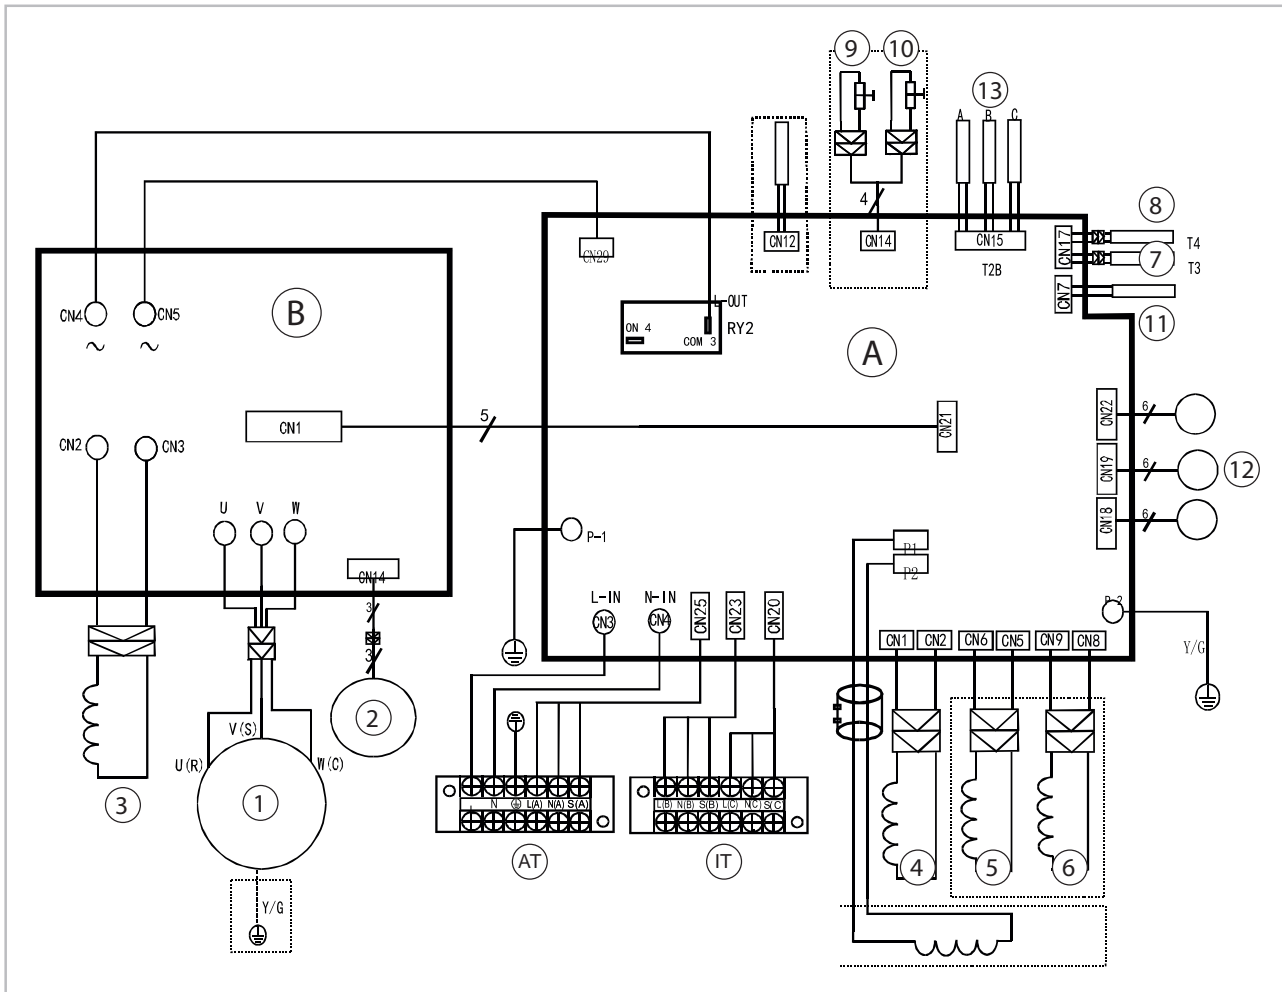 9
10
13
A
B
C
4
8
CN12
CN14
CN15
CN17
T4
CN29
7
T3
T2B
CN7
B
L-OUT
CN4
CN5
ON 4
RY2
11
~
~
COM 3
A
5
CN22
6
CN1
CN21
CN2
CN3
CN19
6
12
U
V
W
CN18
6
P-1
P1
CN14
P2
L-IN
N-IN
CN25
CN23
CN20
3
CN3
CN4
P-2
CN1
CN2
CN6
CN5
CN9
CN8
Y/G
3
2
V(S)
U(R)
W(C)
3
1
L
N
L(A)
N(A)
S(A)
L(B)
N(B)
S(B)
L(C)
N(C)
S(C
AT
IT
4
5
6
Y/G